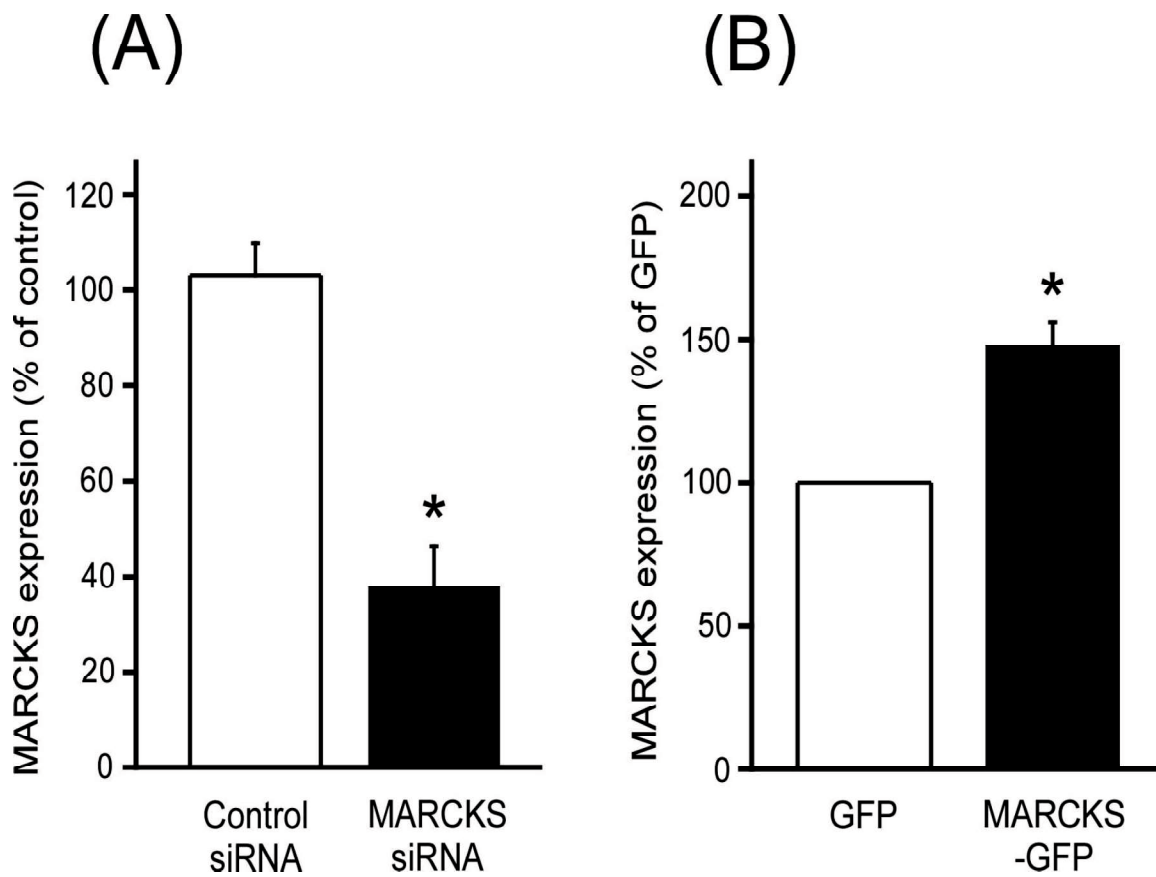 (A)
MARCKS expression (% of control)
120
100
80
60
40
20
0
*
Control
siRNA
MARCKS
siRNA
(B)
MARCKS expression (% of GFP)
200
150
100
50
0
*
GFP
MARCKS
-GFP